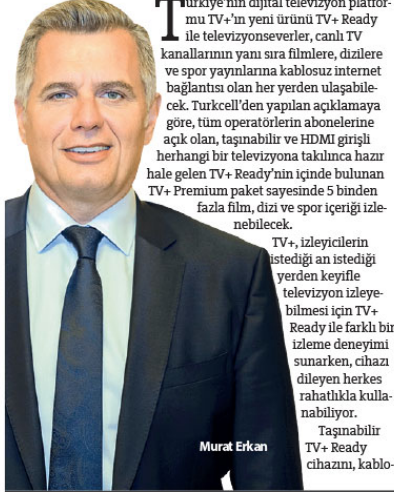 Türkiye'nin dijital televizyon platfor-
mu TV+'ın yeni ürünü TV+ Ready
ile televizyonseverler, canlı TV
kanallarının yanı sıra filmlere, dizilere
ve spor yayınlarına kablosuz internet
bağlantısı olan her yerden ulaşabile-
cek. Turkcell'den yapılan açıklamaya
göre, tüm operatörlerin abonelerine
açık olan, taşınabilir ve HDMI girişli
herhangi bir televizyona takılınca hazır
hale gelen TV+ Ready'nin içinde bulunan
TV+ Premium paket sayesinde 5 binden
fazla film, dizi ve spor içeriği izle-
nebilecek.
TV+, izleyicilerin
istediği an istediği
yerden keyifle
televizyon izleye-
bilmesi için TV+
Ready ile farklı bir
izleme deneyimi
sunarken, cihazı
dileyen herkes
rahatlıkla kulla-
nabiliyor.
Taşınabilir
TV+ Ready
cihazını, kablo-
Murat Erkan